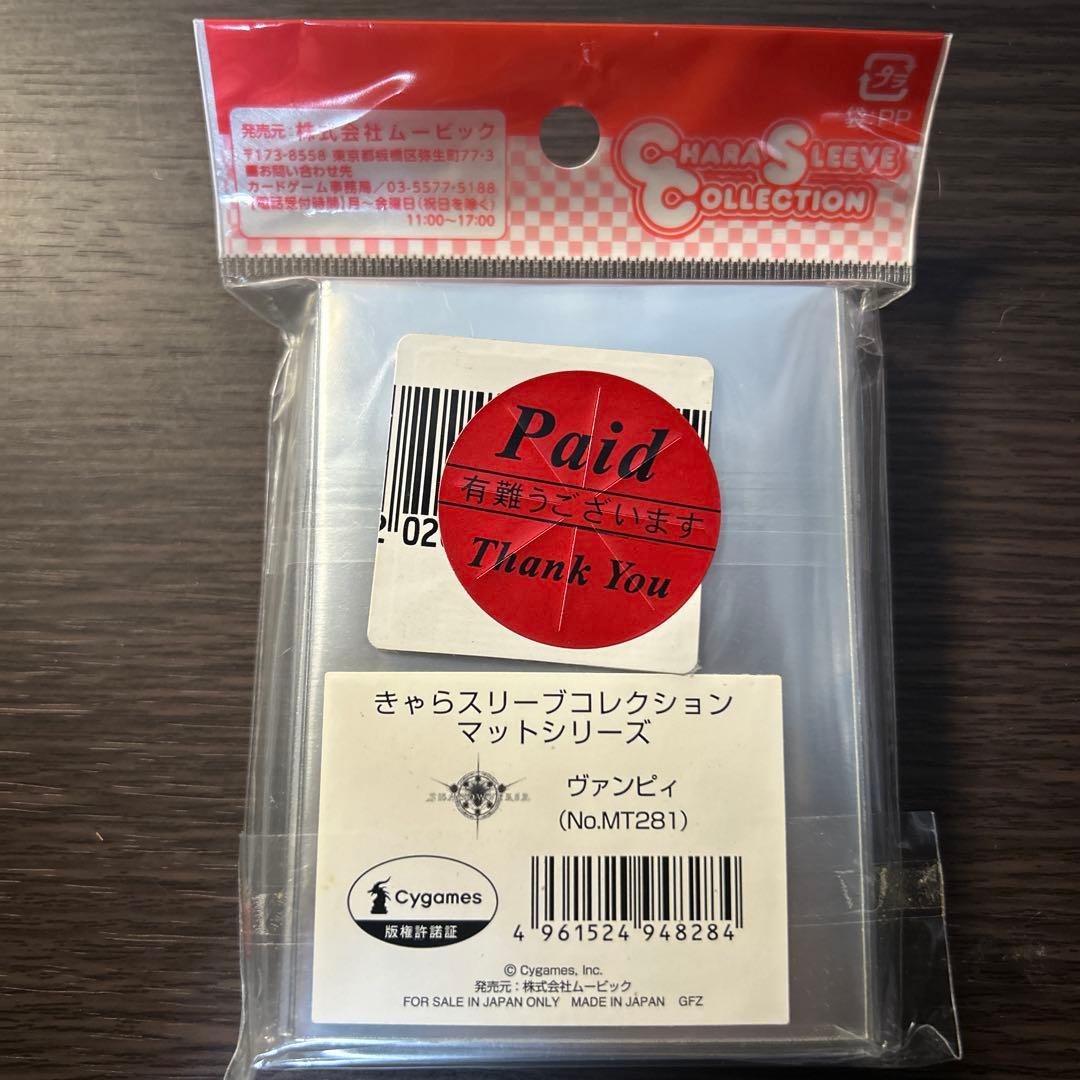 発売元：株式会社ムービック
〒173-8558 東京都板橋区弥生町77-3
■お問い合わせ先
カードゲーム事務局／03-5577-5188
【電話受付時間】月～金曜日(祝日を除く)
11:00～17:00
プラ
袋:PP
CHARA SLEEVE
COLLECTION
Paid
有難うございます
Thank You
きゃらスリーブコレクション
マットシリーズ
SHADOWVERSE
ヴァンピィ
(No.MT281)
Cygames
版権許諾証
4 961524 948284
© Cygames, Inc.
発売元：株式会社ムービック
FOR SALE IN JAPAN ONLY MADE IN JAPAN GFZ